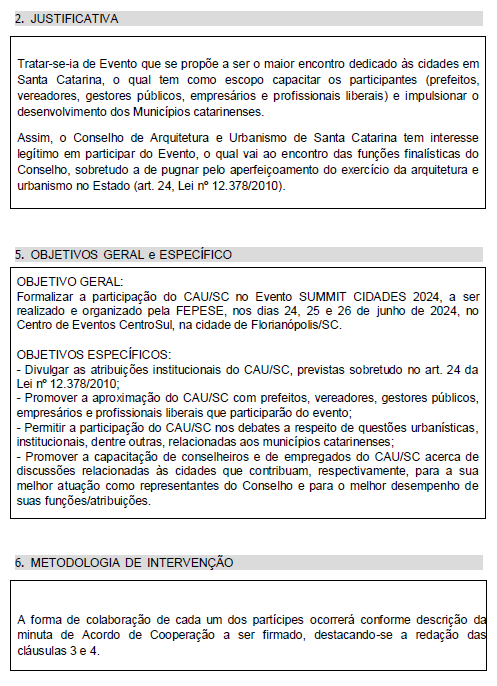 2. JUSTIFICATIVA
Tratar-se-ia de Evento que se propõe a ser o maior encontro dedicado às cidades em
Santa Catarina, o qual tem como escopo capacitar os participantes (prefeitos,
vereadores, gestores públicos, empresários e profissionais liberais) e impulsionar o
desenvolvimento dos Municípios catarinenses.
Assim, o Conselho de Arquitetura e Urbanismo de Santa Catarina tem interesse
legítimo em participar do Evento, o qual vai ao encontro das funções finalísticas do
Conselho, sobretudo a de pugnar pelo aperfeiçoamento do exercício da arquitetura e
urbanismo no Estado (art. 24, Lei nº 12.378/2010).
5. OBJETIVOS GERAL e ESPECÍFICO
OBJETIVO GERAL:
Formalizar a participação do CAU/SC no Evento SUMMIT CIDADES 2024, a ser
realizado e organizado pela FEPESE, nos dias 24, 25 e 26 de junho de 2024, no
Centro de Eventos CentroSul, na cidade de Florianópolis/SC.
OBJETIVOS ESPECÍFICOS:
- Divulgar as atribuições institucionais do CAU/SC, previstas sobretudo no art. 24 da
Lei nº 12.378/2010;
- Promover a aproximação do CAU/SC com prefeitos, vereadores, gestores públicos,
empresários e profissionais liberais que participarão do evento;
- Permitir a participação do CAU/SC nos debates a respeito de questões urbanísticas,
institucionais, dentre outras, relacionadas aos municípios catarinenses;
- Promover a capacitação de conselheiros e de empregados do CAU/SC acerca de
discussões relacionadas às cidades que contribuam, respectivamente, para a sua
melhor atuação como representantes do Conselho e para o melhor desempenho de
suas funções/atribuições.
6. METODOLOGIA DE INTERVENÇÃO
A forma de colaboração de cada um dos partícipes ocorrerá conforme descrição da
minuta de Acordo de Cooperação a ser firmado, destacando-se a redação das
cláusulas 3 e 4.